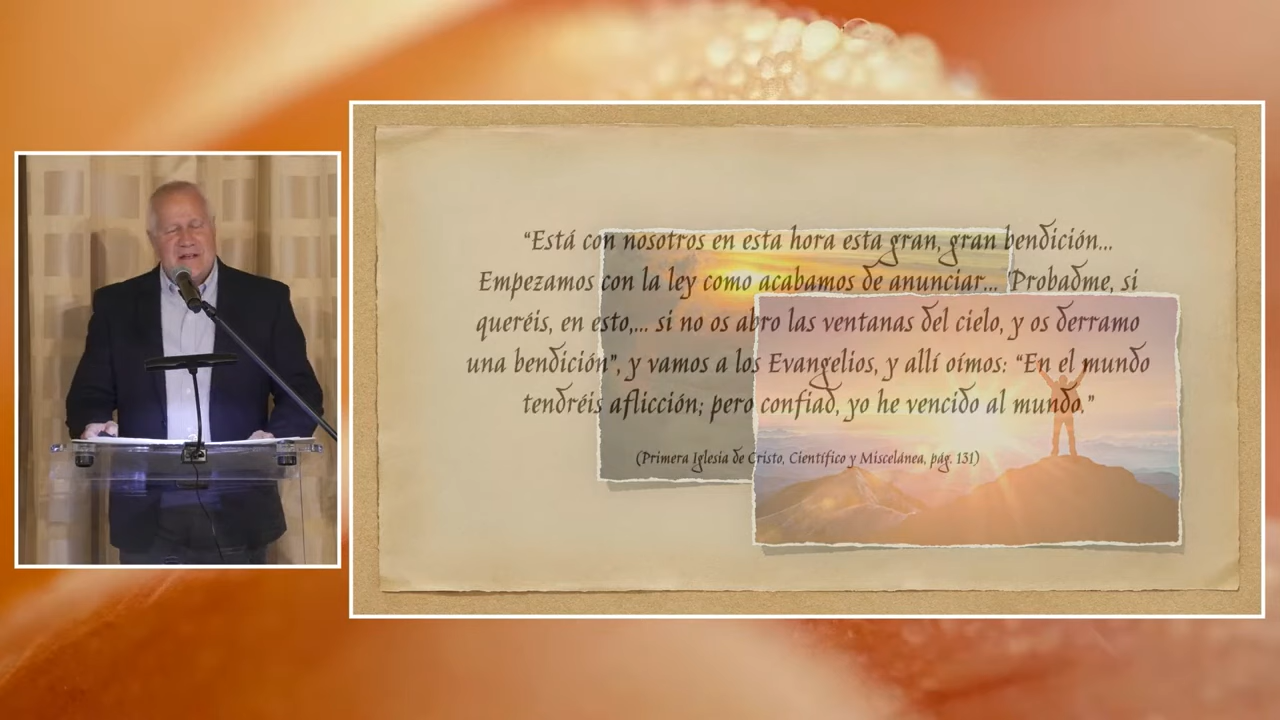 “Está con nosotros en esta hora esta gran, gran bendición...
Empezamos con la ley como acabamos de anunciar... 'Probadme, si
queréis, en esto,... si no os abro las ventanas del cielo, y os derramo
una bendición”, y vamos a los Evangelios, y allí oímos: “En el mundo
tendréis aflicción; pero confiad, yo he vencido al mundo.”
(Primera Iglesia de Cristo, Científico y Miscelánea, pág. 131)